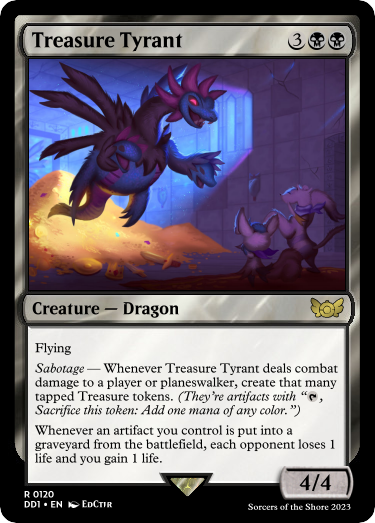 Treasure Tyrant 3
Creature — Dragon
Flying
Sabotage — Whenever Treasure Tyrant deals combat
damage to a player or planeswalker, create that many
tapped Treasure tokens. (They're artifacts with “,
Sacrifice this token: Add one mana of any color.”)
Whenever an artifact you control is put into a
graveyard from the battlefield, each opponent loses 1
life and you gain 1 life.
4/4
R 0120
DD1 • EN EdCtir
Sorcerers of the Shore 2023